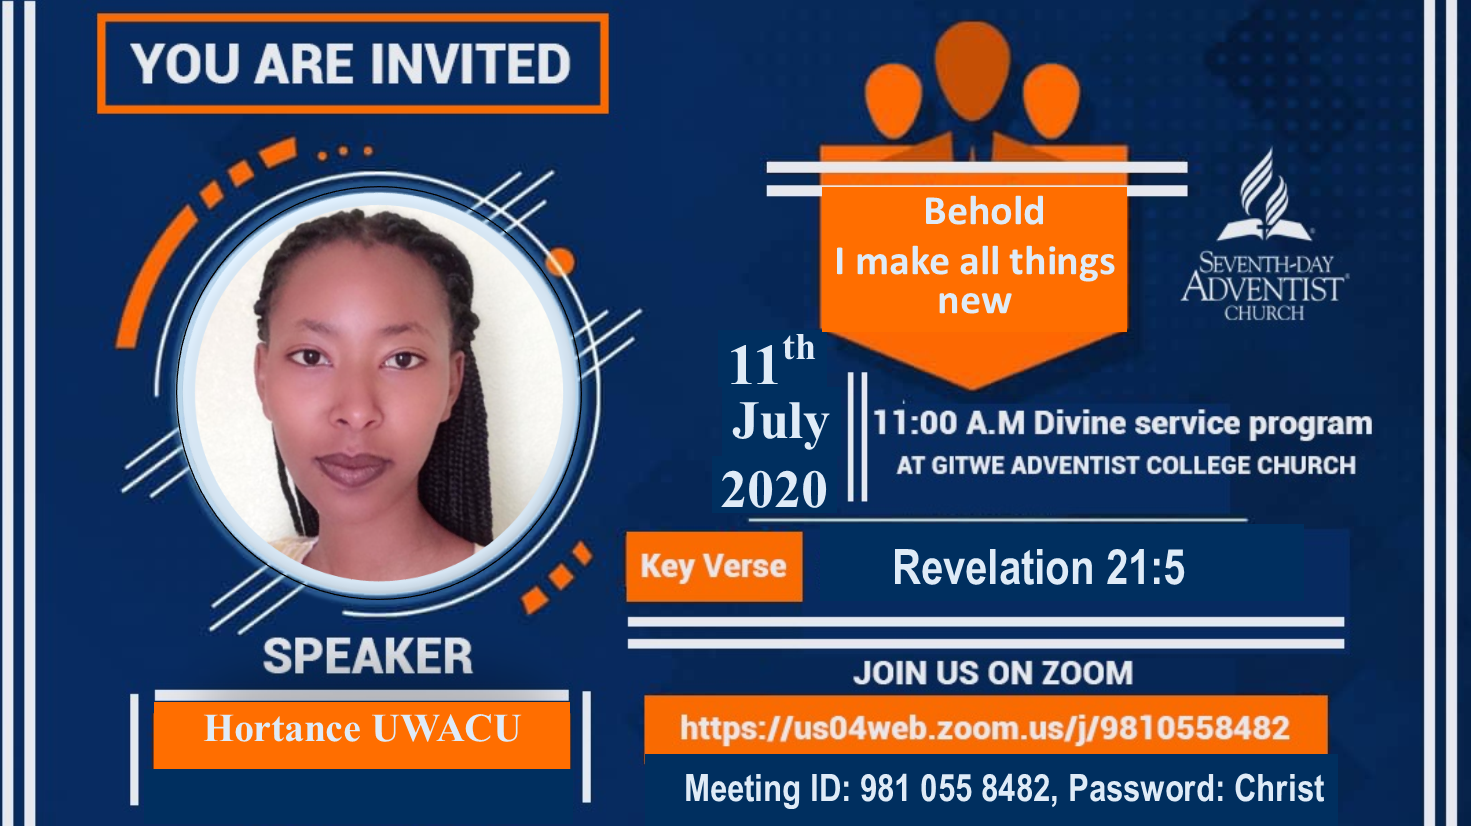 YOU ARE INVITED
SPEAKER
Hortance UWACU
Behold
I make all things
new
SEVENTH-DAY
ADVENTIST®
CHURCH
11th
July
2020
11:00 A.M Divine service program
AT GITWE ADVENTIST COLLEGE CHURCH
Key Verse
Revelation 21:5
JOIN US ON ZOOM
https://us04web.zoom.us/j/9810558482
Meeting ID: 981 055 8482, Password: Christ